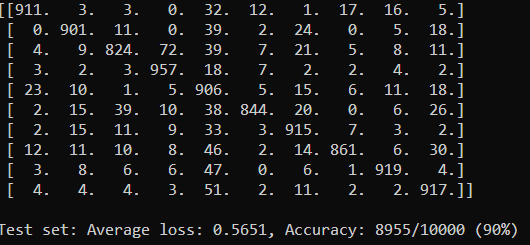 [[911. 3. 3. 0. 32. 12. 1. 17. 16. 5.]
[ 0. 901. 11. 0. 39. 2. 24. 0. 5. 18.]
[ 4. 9. 824. 72. 39. 7. 21. 5. 8. 11.]
[ 3. 2. 3. 957. 18. 7. 2. 2. 4. 2.]
[ 23. 10. 1. 5. 906. 5. 15. 6. 11. 18.]
[ 2. 15. 39. 10. 38. 844. 20. 0. 6. 26.]
[ 2. 15. 11. 9. 33. 3. 915. 7. 3. 2.]
[ 12. 11. 10. 8. 46. 2. 14. 861. 6. 30.]
[ 3. 8. 6. 6. 47. 0. 6. 1. 919. 4.]
[ 4. 4. 4. 3. 51. 2. 11. 2. 2. 917.]]
Test set: Average loss: 0.5651, Accuracy: 8955/10000 (90%)